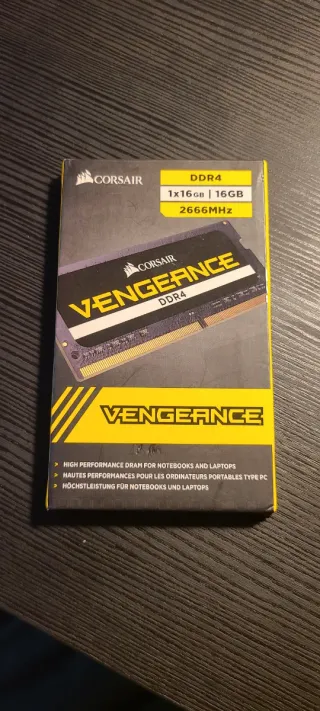 CORSAIR
DDR4
1x16GB | 16GB
2666MHz
CORSAIR
VENGEANCE
DDR4
VENGEANCE
> HIGH PERFORMANCE DRAM FOR NOTEBOOKS AND LAPTOPS
> HAUTES PERFORMANCES POUR LES ORDINATEURS PORTABLES TYPE PC
> HÖCHSTLEISTUNG FÜR NOTEBOOKS UND LAPTOPS